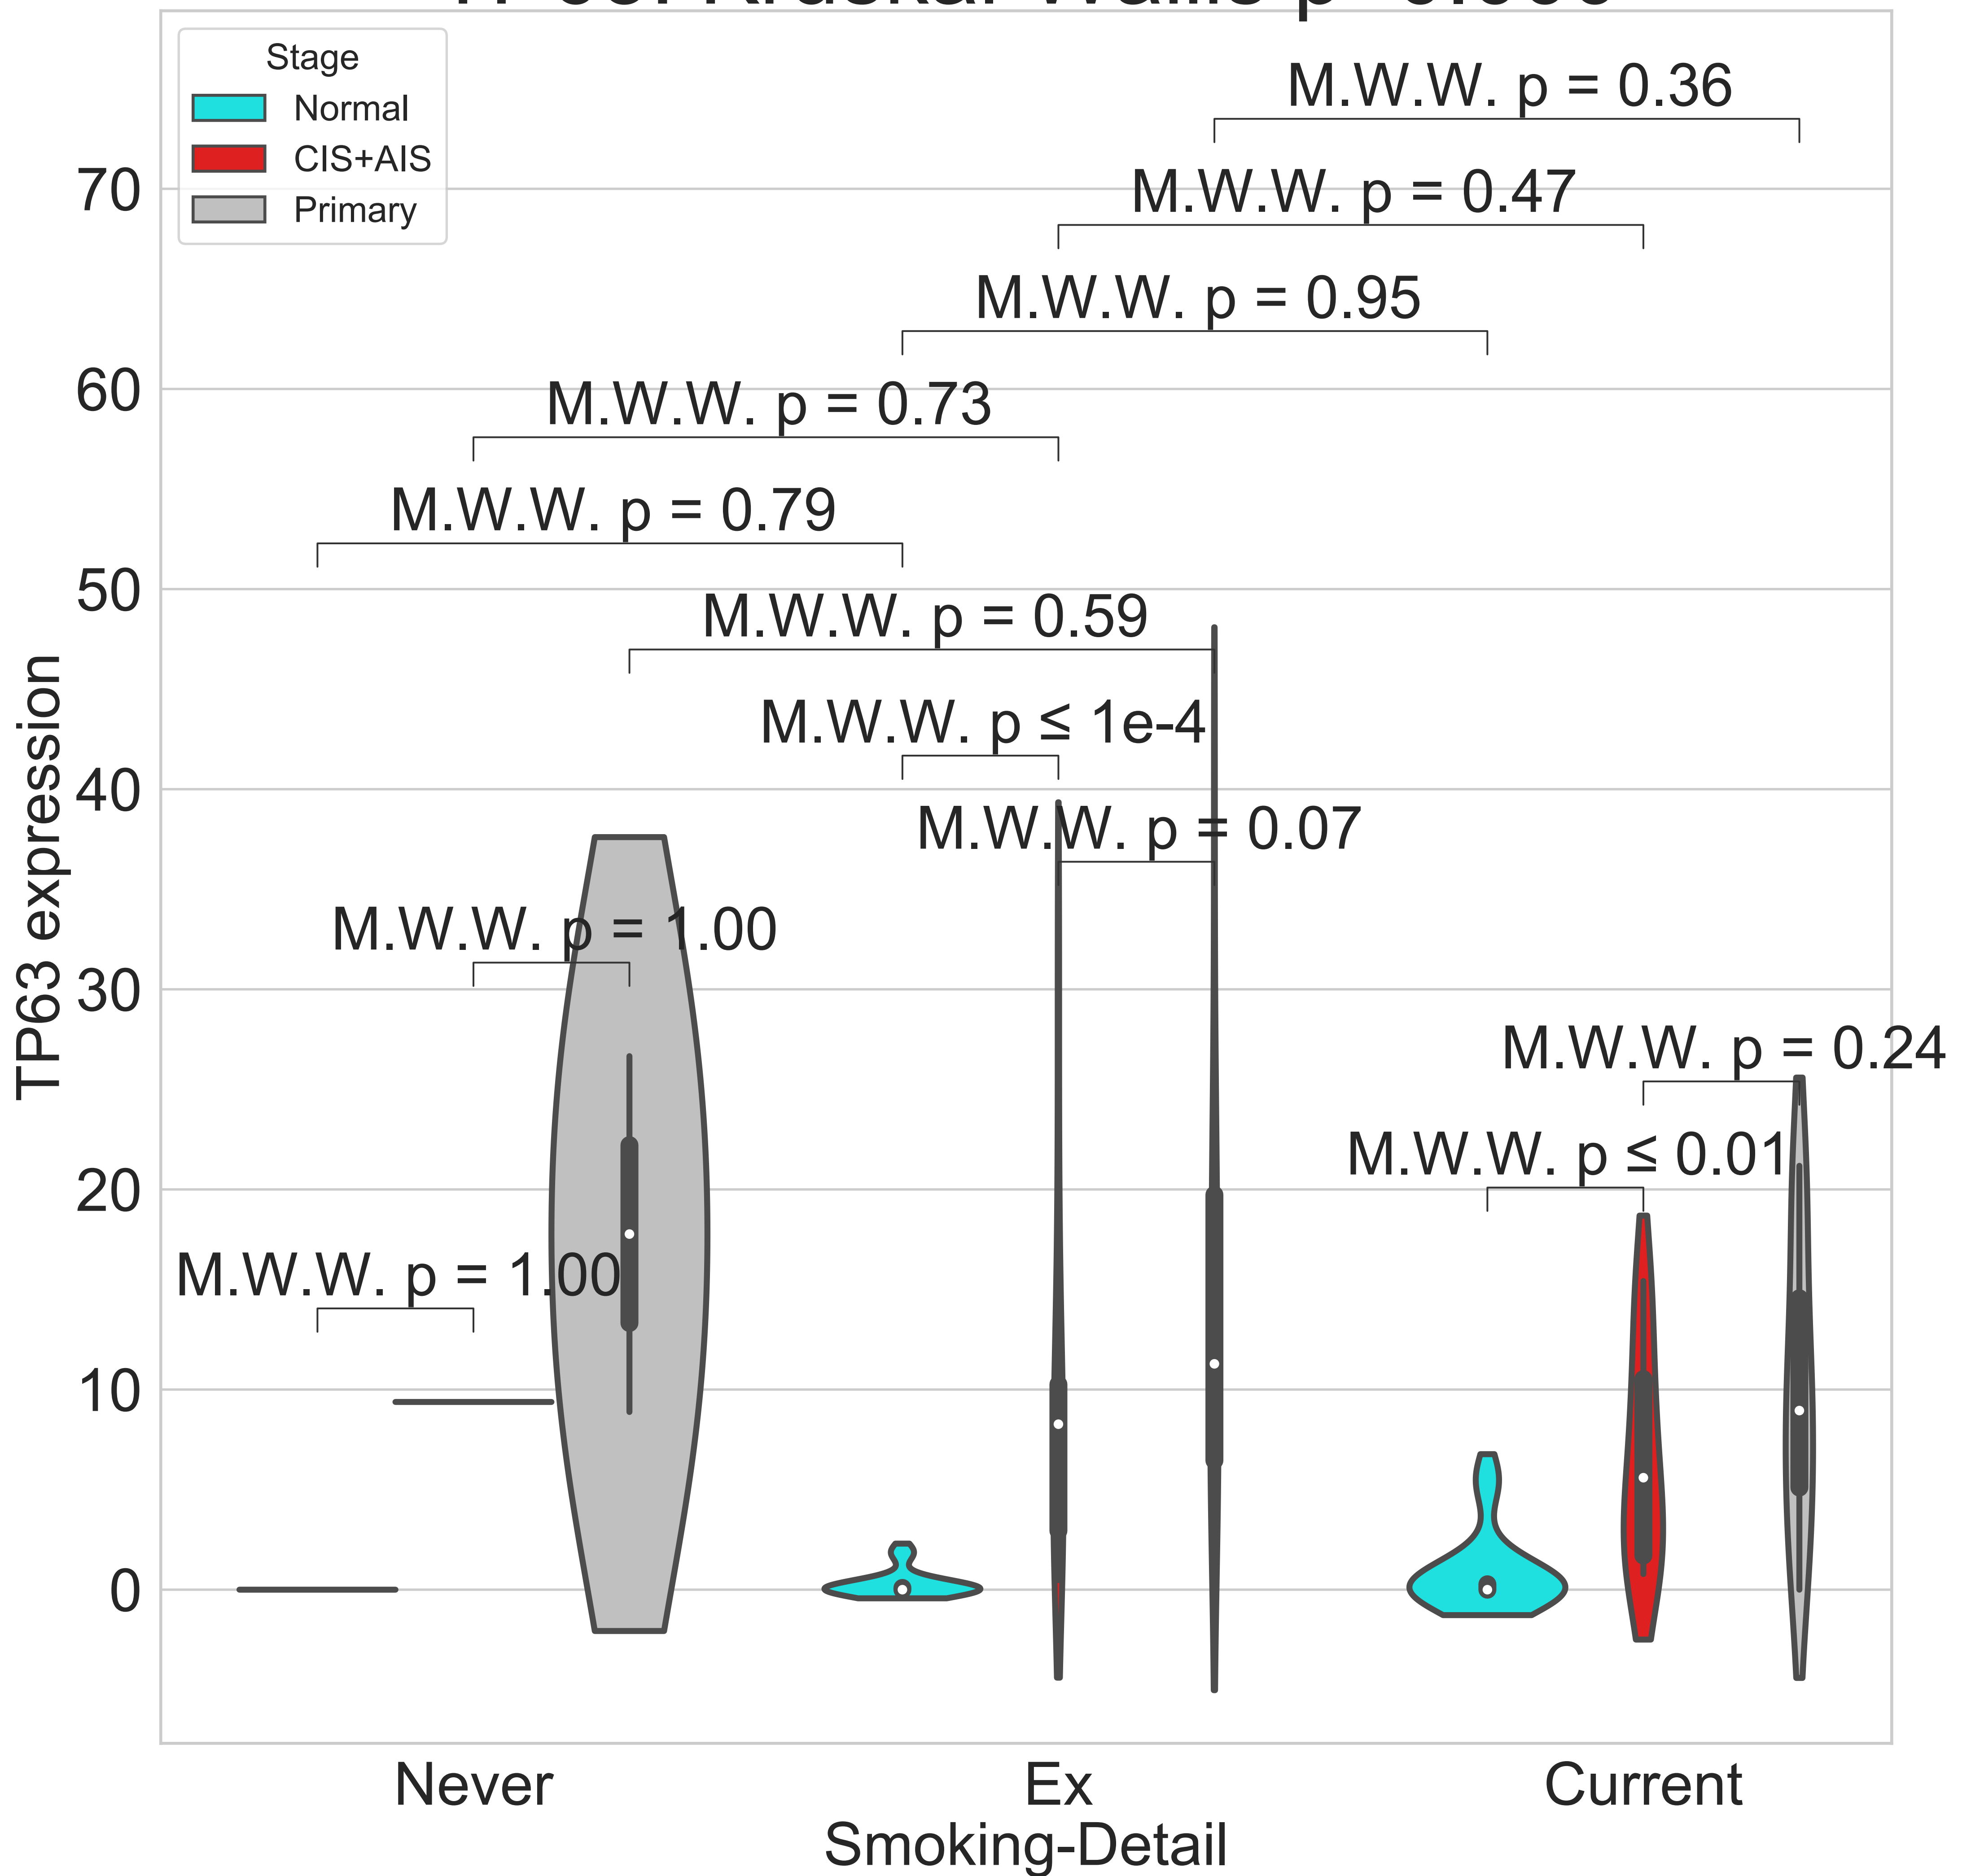 Stage
Normal
CIS+AIS
Primary
M.W.W. p = 0.36
M.W.W. p = 0.47
M.W.W. p = 0.95
M.W.W. p = 0.73
M.W.W. p = 0.79
M.W.W. p = 0.59
M.W.W. p ≤ 1e-4
M.W.W. p = 0.07
M.W.W. p = 1.00
M.W.W. p = 0.24
M.W.W. p ≤ 0.01
M.W.W. p = 1.00
70
60
50
40
30
20
10
0
TP63 expression
Never
Ex
Current
Smoking-Detail